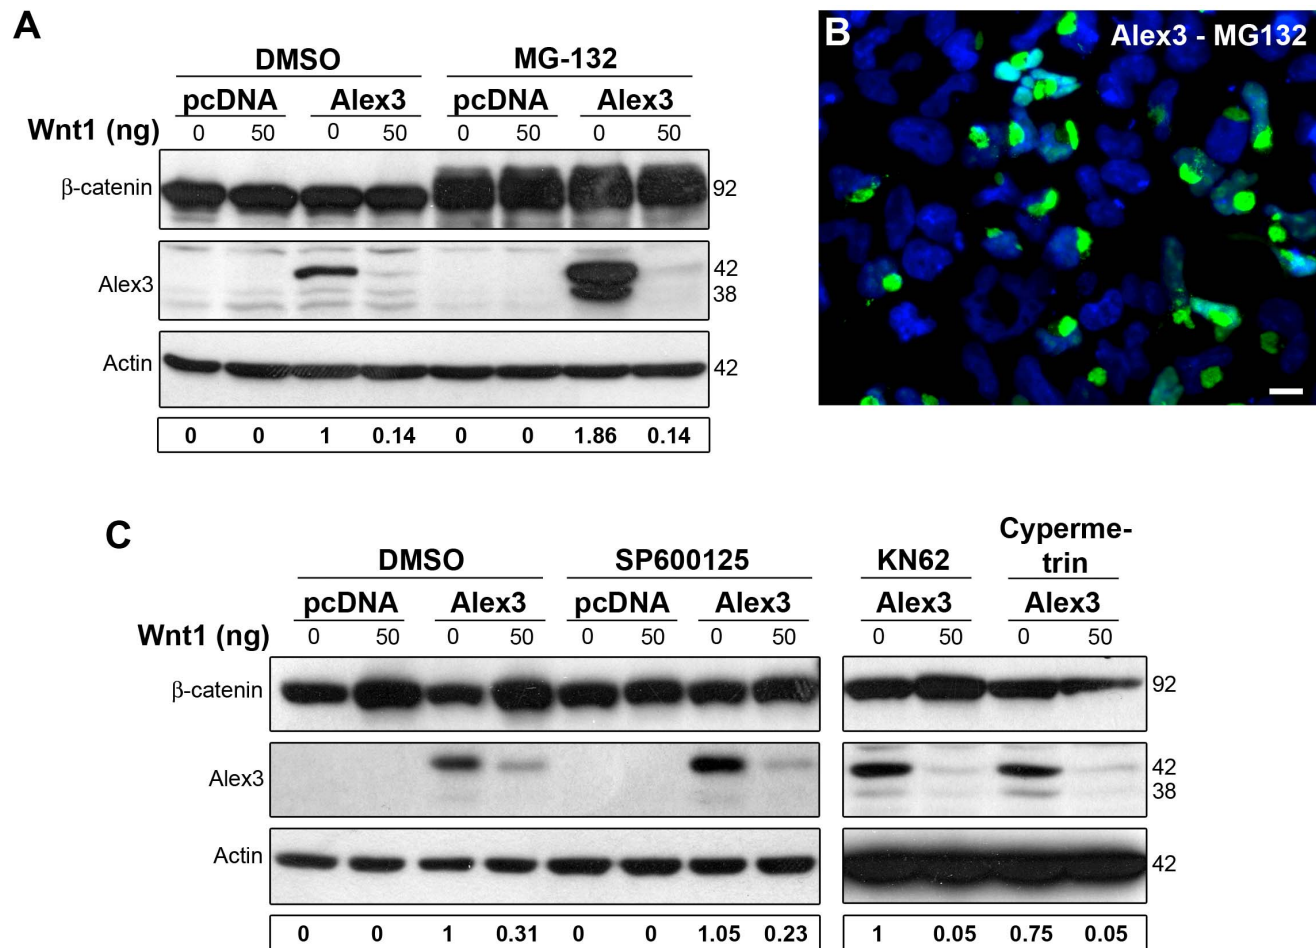 A
DMSO MG-132
pcDNA Alex3 pcDNA Alex3
Wnt1 (ng) 0 50 0 50 0 50 0 50
β-catenin 92
Alex3 42
38
Actin 42
0 0 1 0.14 0 0 1.86 0.14
B Alex3 - MG132
C
DMSO SP600125 KN62 Cyperme-
trin
pcDNA Alex3 pcDNA Alex3 Alex3 Alex3
Wnt1 (ng) 0 50 0 50 0 50 0 50 0 50 0 50
β-catenin 92
Alex3 42
38
Actin 42
0 0 1 0.31 0 0 1.05 0.23 1 0.05 0.75 0.05